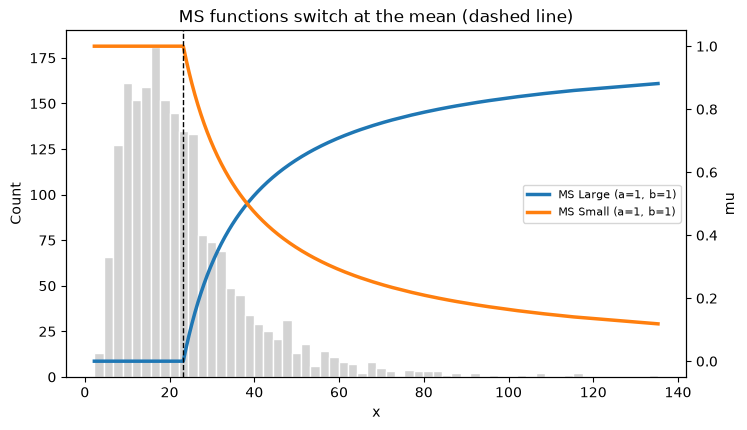 MS functions switch at the mean (dashed line)
Count
175
150
125
100
75
50
25
0
MS Large (a=1, b=1)
MS Small (a=1, b=1)
1.0
0.8
0.6
0.4
0.2
0.0
mu
0 20 40 60 80 100 120 140
x